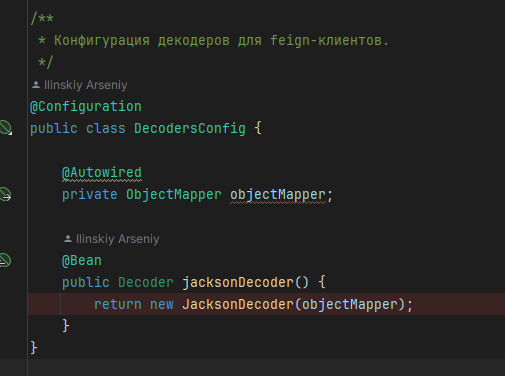 /**
 * Конфигурация декодеров для feign-клиентов.
 */
Ilinskiy Arseniy
@Configuration
public class DecodersConfig {
@Autowired
private ObjectMapper objectMapper;
Ilinskiy Arseniy
@Bean
public Decoder jacksonDecoder() {
return new JacksonDecoder(objectMapper);
}
}